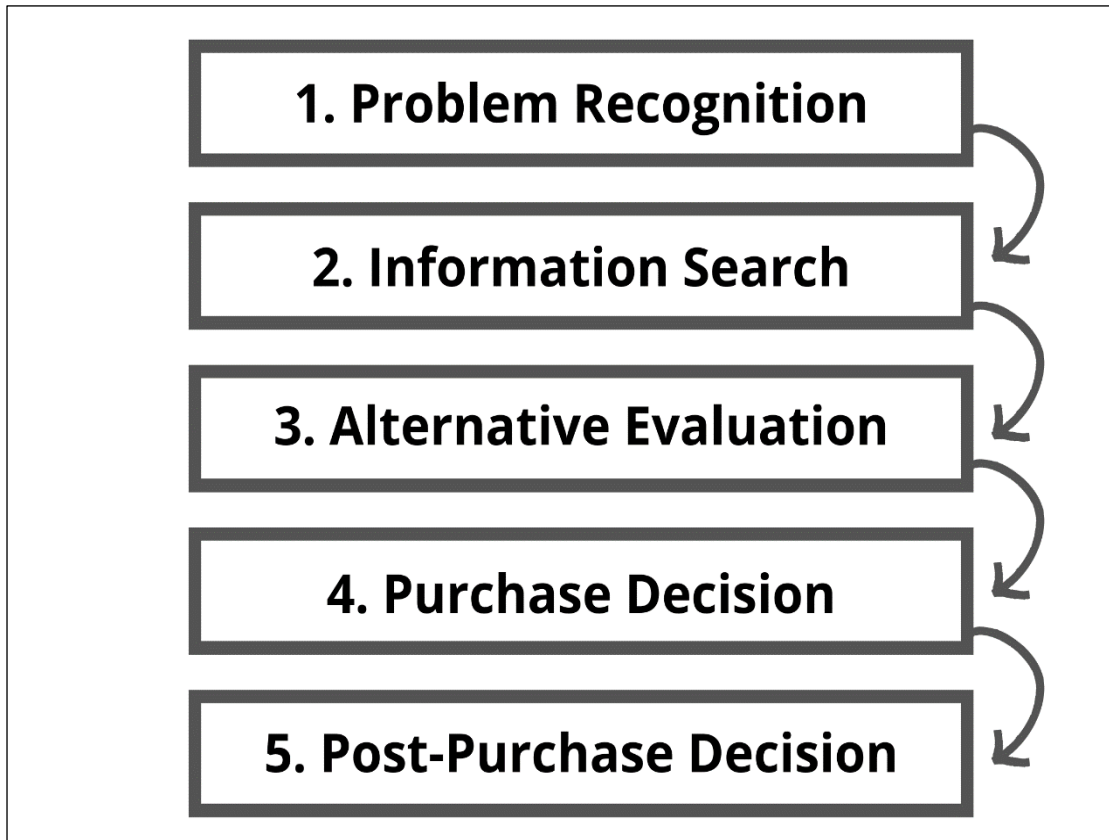 1. Problem Recognition
2. Information Search
3. Alternative Evaluation
4. Purchase Decision
5. Post-Purchase Decision